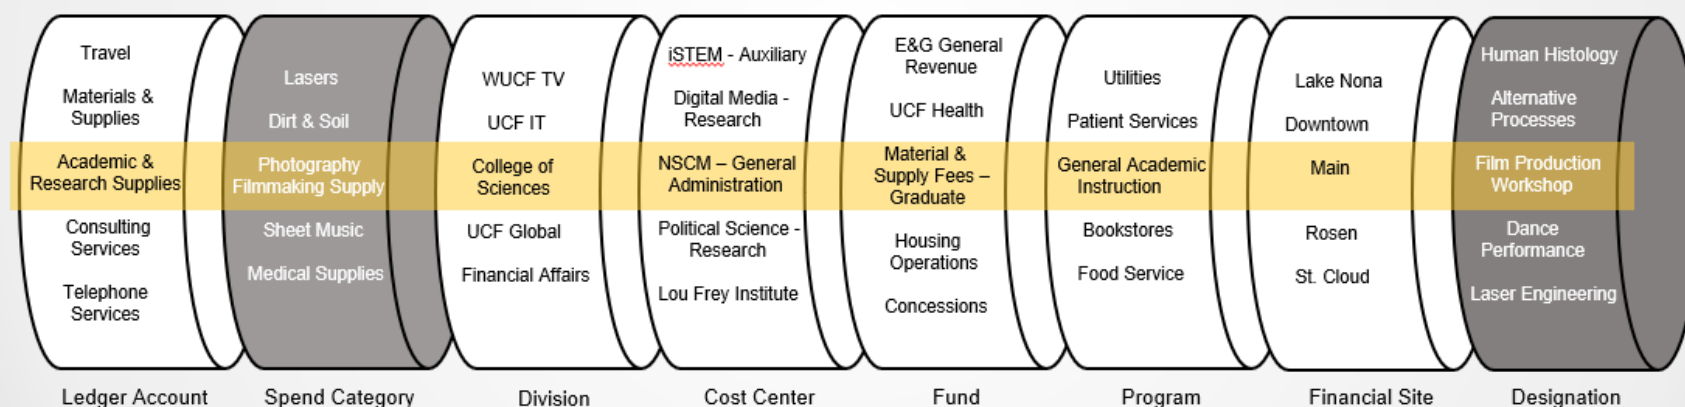 Travel
Materials &
Supplies
Academic &
Research Supplies
Consulting
Services
Telephone
Services
Ledger Account
Lasers
Dirt & Soil
Photography
Filmmaking Supply
Sheet Music
Medical Supplies
Spend Category
WUCF TV
UCF IT
College of
Sciences
UCF Global
Financial Affairs
Division
iSTEM - Auxiliary
Digital Media -
Research
NSCM – General
Administration
Political Science -
Research
Lou Frey Institute
Cost Center
E&G General
Revenue
UCF Health
Material &
Supply Fees –
Graduate
Housing
Operations
Concessions
Fund
Utilities
Patient Services
General Academic
Instruction
Bookstores
Food Service
Program
Lake Nona
Downtown
Main
Rosen
St. Cloud
Financial Site
Human Histology
Alternative
Processes
Film Production
Workshop
Dance
Performance
Laser Engineering
Designation